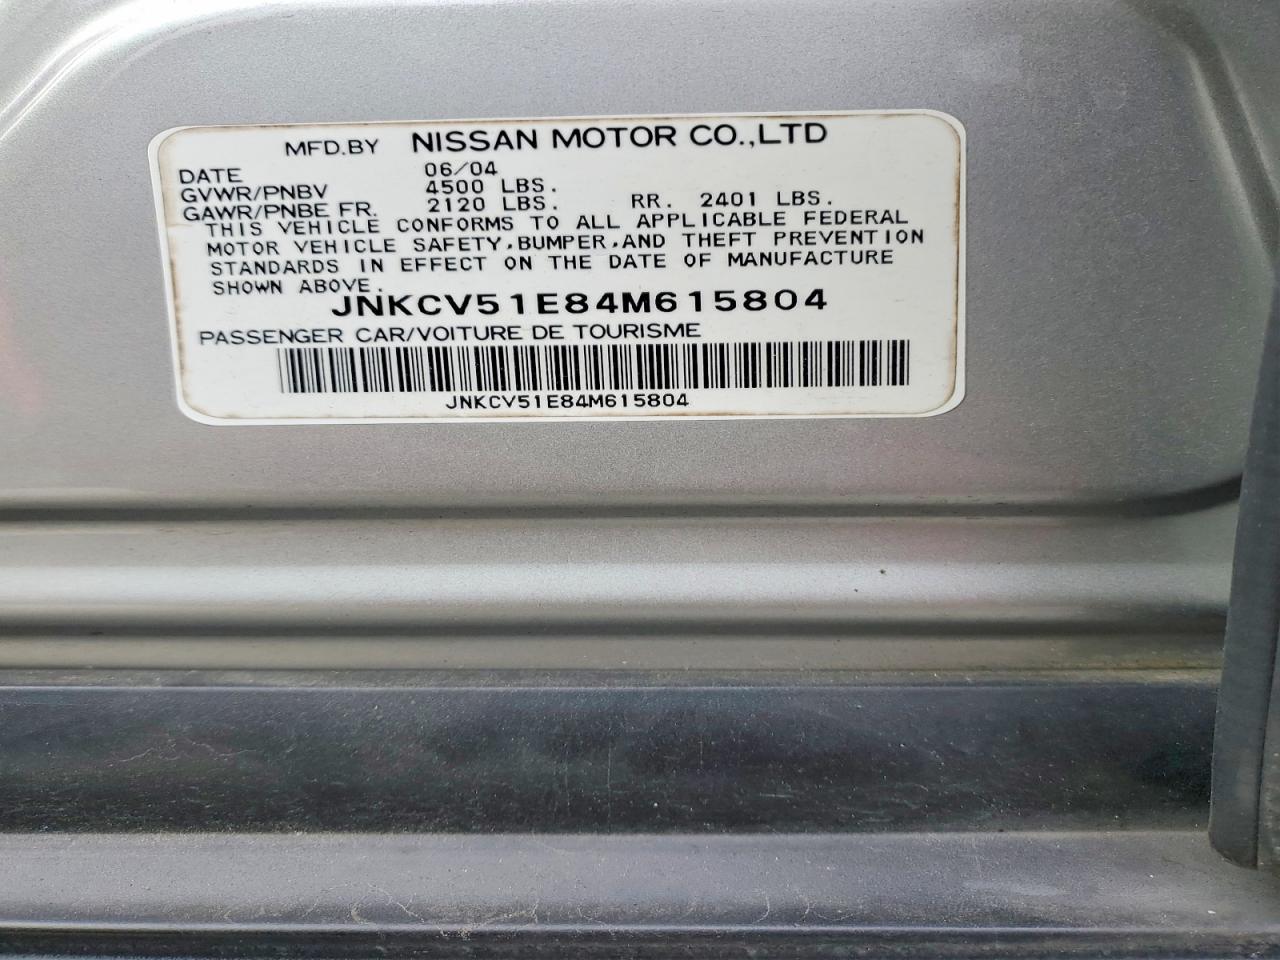 MFD.BY NISSAN MOTOR CO.,LTD
DATE 06/04
GVWR/PNBV 4500 LBS.
GAWR/PNBE FR. 2120 LBS. RR. 2401 LBS.
THIS VEHICLE CONFORMS TO ALL APPLICABLE FEDERAL
MOTOR VEHICLE SAFETY,BUMPER,AND THEFT PREVENTION
STANDARDS IN EFFECT ON THE DATE OF MANUFACTURE
SHOWN ABOVE.
JNKCV51E84M615804
PASSENGER CAR/VOITURE DE TOURISME
JNKCV51E84M615804